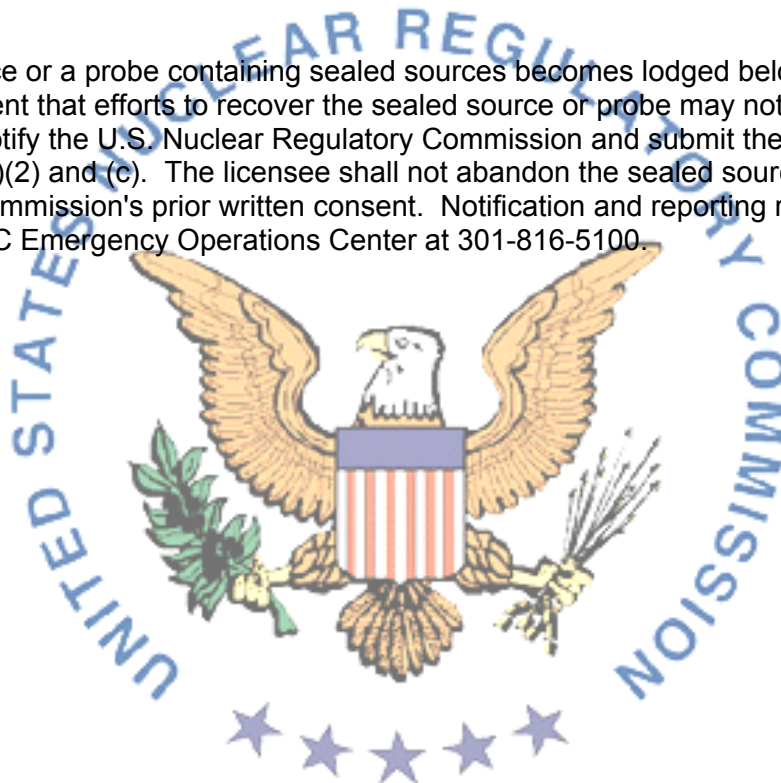 ce or a probe containing sealed sources becomes lodged belo
ent that efforts to recover the sealed source or probe may not
tify the U.S. Nuclear Regulatory Commission and submit the
)(2) and (c).  The licensee shall not abandon the sealed sourc
ommission's prior written consent.  Notification and reporting r
C Emergency Operations Center at 301-816-5100.
UNITED STATES NUCLEAR REGULATORY COMMISSION